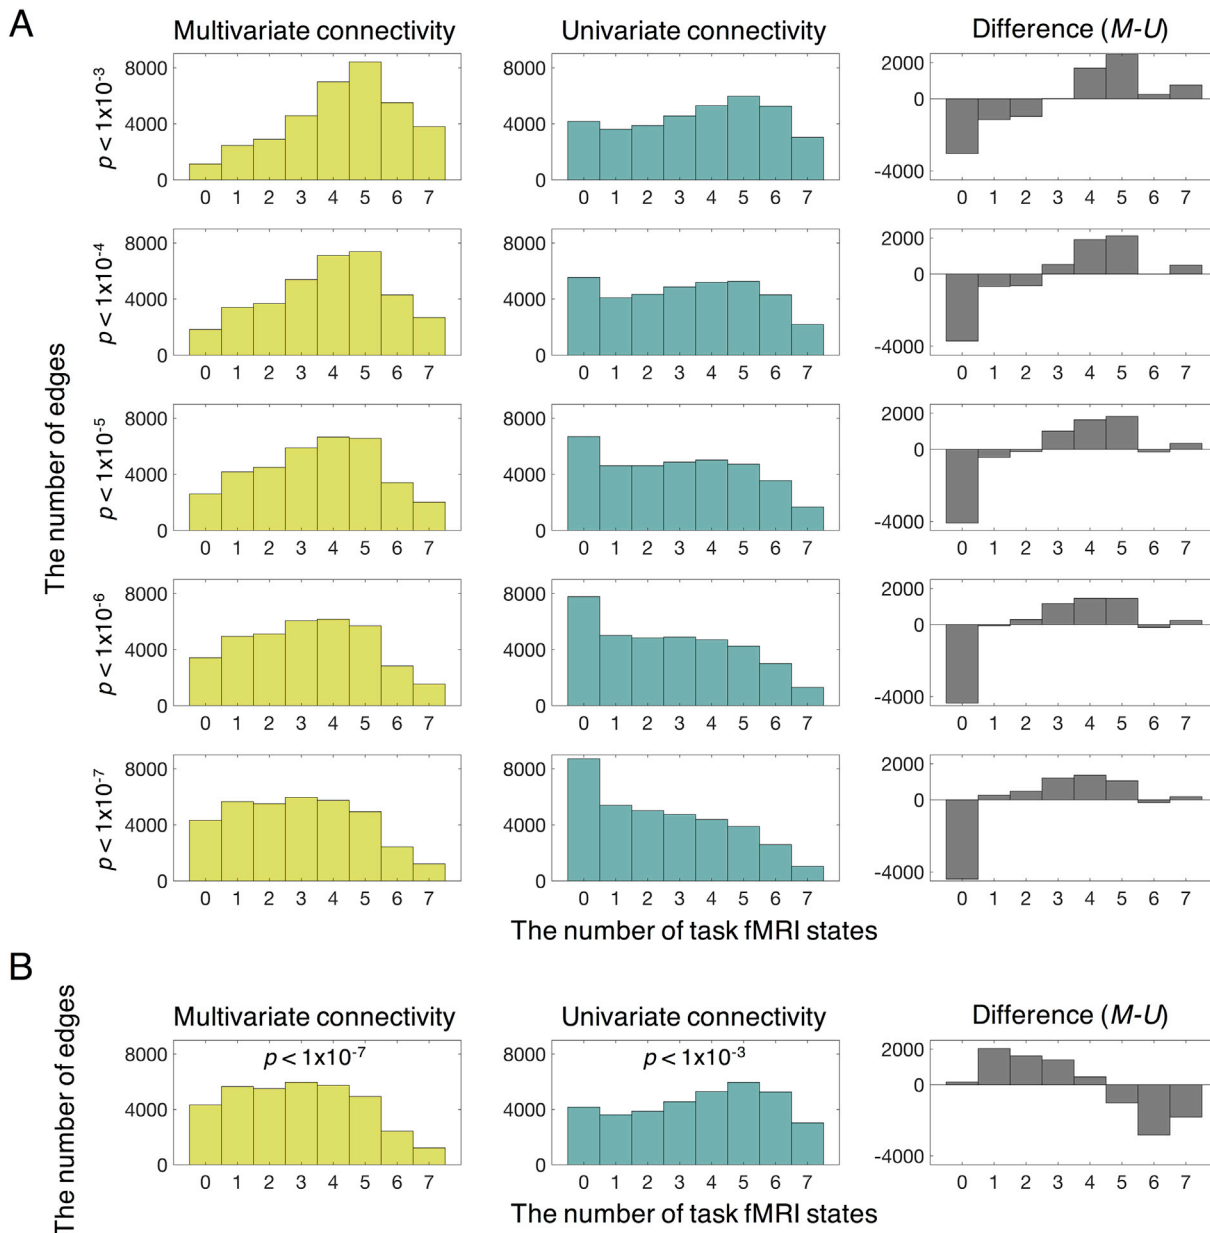 A
Multivariate connectivity
Univariate connectivity
Difference (M-U)
The number of edges
p < 1x10⁻³
8000
4000
0
0 1 2 3 4 5 6 7
8000
4000
0
0 1 2 3 4 5 6 7
2000
-4000
0 1 2 3 4 5 6 7
p < 1x10⁻⁴
8000
4000
0
0 1 2 3 4 5 6 7
8000
4000
0
0 1 2 3 4 5 6 7
2000
0
-4000
0 1 2 3 4 5 6 7
p < 1x10⁻⁵
8000
4000
0
0 1 2 3 4 5 6 7
8000
4000
0
0 1 2 3 4 5 6 7
2000
0
-4000
0 1 2 3 4 5 6 7
p < 1x10⁻⁶
8000
4000
0
0 1 2 3 4 5 6 7
8000
4000
0
0 1 2 3 4 5 6 7
2000
0
-4000
0 1 2 3 4 5 6 7
p < 1x10⁻⁷
8000
4000
0
0 1 2 3 4 5 6 7
8000
4000
0
0 1 2 3 4 5 6 7
2000
0
-4000
0 1 2 3 4 5 6 7
The number of task fMRI states
B
The number of edges
Multivariate connectivity
Univariate connectivity
Difference (M-U)
p < 1x10⁻⁷
8000
4000
0
0 1 2 3 4 5 6 7
p < 1x10⁻³
8000
4000
0
0 1 2 3 4 5 6 7
2000
0
-4000
0 1 2 3 4 5 6 7
The number of task fMRI states